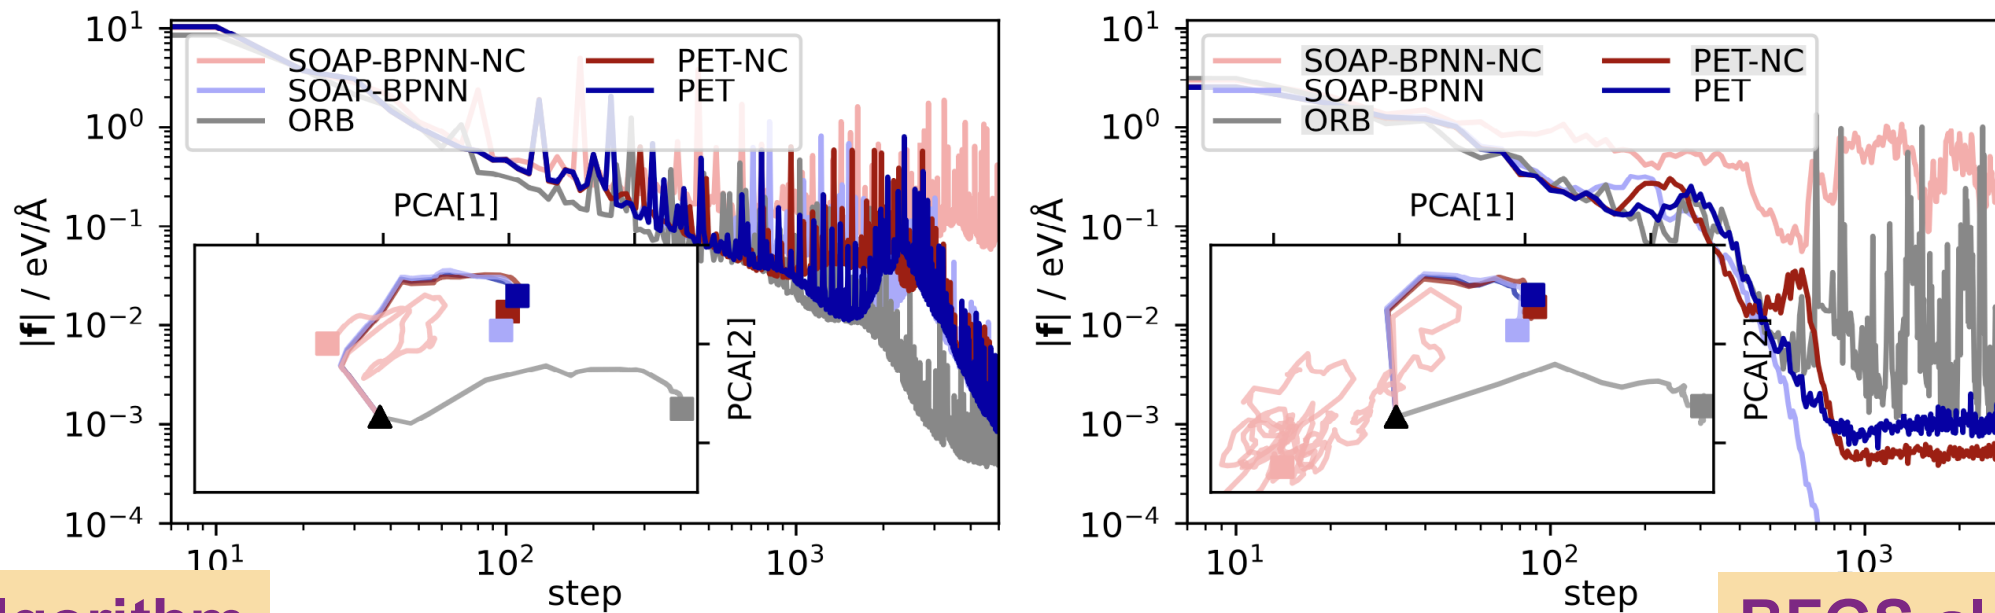 10¹
10⁰
10⁻¹
10⁻²
10⁻³
10⁻⁴
|f| / eV/Å
SOAP-BPNN-NC
SOAP-BPNN
ORB
PET-NC
PET
PCA[1]
PCA[2]
10¹
10²
10³
step
10¹
10⁰
10⁻¹
10⁻²
10⁻³
10⁻⁴
|f| / eV/Å
SOAP-BPNN-NC
SOAP-BPNN
ORB
PET-NC
PET
PCA[1]
PCA[2]
10¹
10²
10³
step